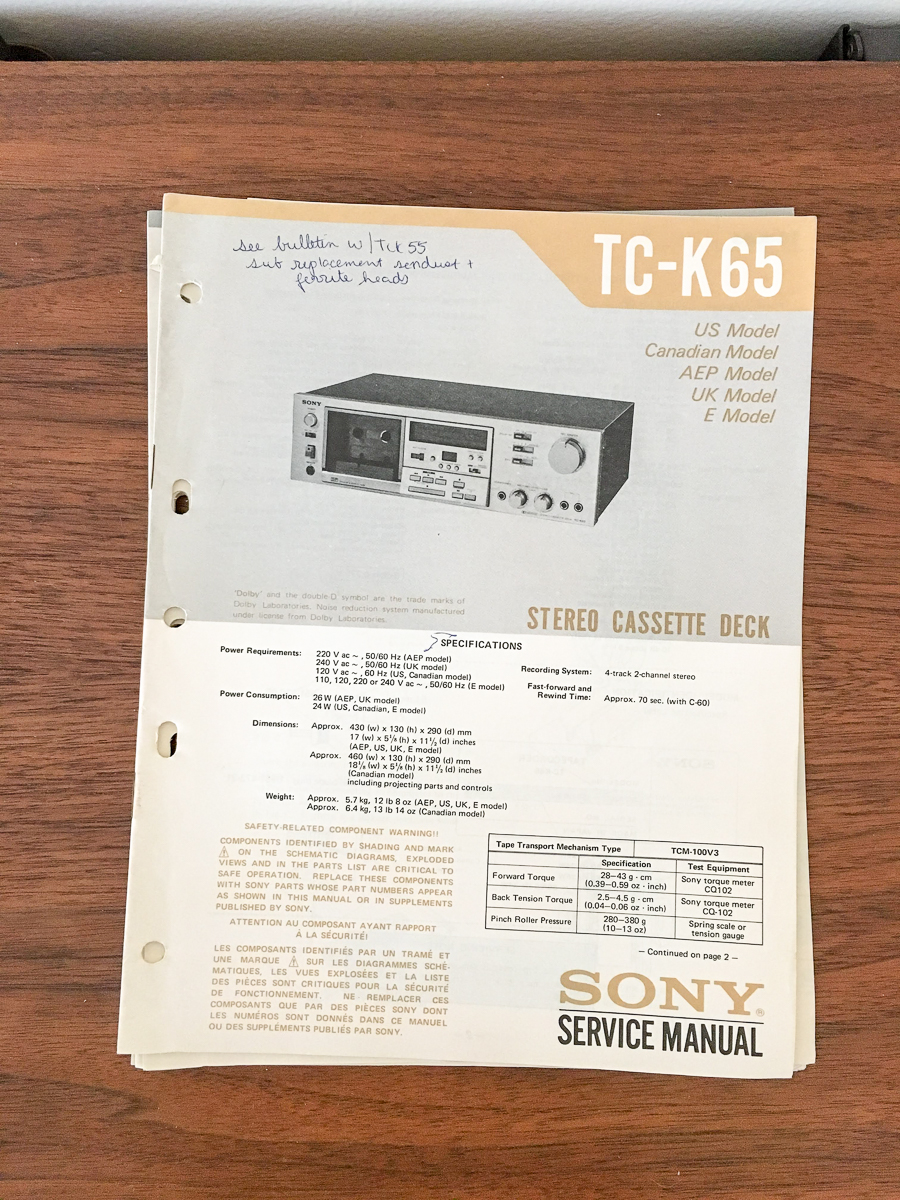 see bulletin w/TCK 55
sub replacement sendust +
ferrite heads
TC-K65
US Model
Canadian Model
AEP Model
UK Model
E Model
SONY
"Dolby" and the double-D symbol are the trade marks of
Dolby Laboratories. Noise reduction system manufactured
under license from Dolby Laboratories.
STEREO CASSETTE DECK
SPECIFICATIONS
Power Requirements: 220 V ac ~, 50/60 Hz (AEP model)
240 V ac ~, 50/60 Hz (UK model)
120 V ac ~, 60 Hz (US, Canadian model)
110, 120, 220 or 240 V ac ~, 50/60 Hz (E model)
Power Consumption: 26 W (AEP, UK model)
24 W (US, Canadian, E model)
Dimensions: Approx. 430 (w) x 130 (h) x 290 (d) mm
17 (w) x 5⅛ (h) x 11½ (d) inches
(AEP, US, UK, E model)
Approx. 460 (w) x 130 (h) x 290 (d) mm
18⅛ (w) x 5⅛ (h) x 11½ (d) inches
(Canadian model)
including projecting parts and controls
Weight: Approx. 5.7 kg, 12 lb 8 oz (AEP, US, UK, E model)
Approx. 6.4 kg, 13 lb 14 oz (Canadian model)
Recording System: 4-track 2-channel stereo
Fast-forward and
Rewind Time: Approx. 70 sec. (with C-60)
SAFETY-RELATED COMPONENT WARNING!!
COMPONENTS IDENTIFIED BY SHADING AND MARK
⚠ ON THE SCHEMATIC DIAGRAMS, EXPLODED
VIEWS AND IN THE PARTS LIST ARE CRITICAL TO
SAFE OPERATION. REPLACE THESE COMPONENTS
WITH SONY PARTS WHOSE PART NUMBERS APPEAR
AS SHOWN IN THIS MANUAL OR IN SUPPLEMENTS
PUBLISHED BY SONY.
ATTENTION AU COMPOSANT AYANT RAPPORT
À LA SÉCURITÉ!
LES COMPOSANTS IDENTIFIÉS PAR UN TRAMÉ ET
UNE MARQUE ⚠ SUR LES DIAGRAMMES SCHÉ-
MATIQUES, LES VUES EXPLOSÉES ET LA LISTE
DES PIÈCES SONT CRITIQUES POUR LA SÉCURITÉ
DE FONCTIONNEMENT. NE REMPLACER CES
COMPOSANTS QUE PAR DES PIÈCES SONY DONT
LES NUMÉROS SONT DONNÉS DANS CE MANUEL
OU DES SUPPLÉMENTS PUBLIÉS PAR SONY.
Tape Transport Mechanism Type TCM-100V3
Specification Test Equipment
Forward Torque 28–43 g · cm
(0.39–0.59 oz · inch) Sony torque meter
CQ102
Back Tension Torque 2.5–4.5 g · cm
(0.04–0.06 oz · inch) Sony torque meter
CQ-102
Pinch Roller Pressure 280–380 g
(10–13 oz) Spring scale or
tension gauge
— Continued on page 2 —
SONY®
SERVICE MANUAL